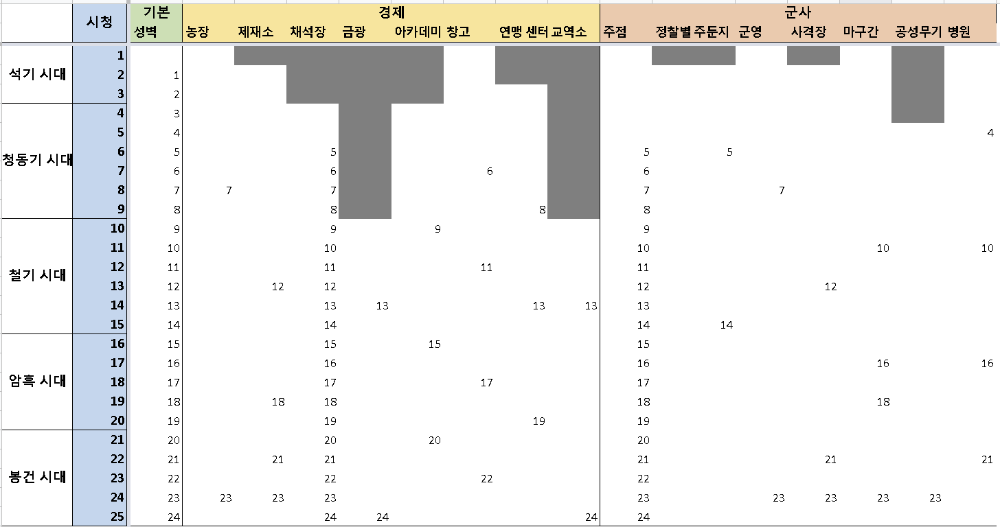 시청 기본 경제 군사
성벽 농장 제재소 채석장 금광 아카데미 창고 연맹 센터 교역소 주점 정찰별 주둔지 군영 사격장 마구간 공성무기 병원
석기 시대
1
2 1
3 2
청동기 시대
4 3
5 4 4
6 5 5 5 5
7 6 6 6 6
8 7 7 7 7 7
9 8 8 8 8
철기 시대
10 9 9 9 9
11 10 10 10 10 10
12 11 11 11 11
13 12 12 12 12 12
14 13 13 13 13 13 13
15 14 14 14 14
암흑 시대
16 15 15 15 15
17 16 16 16 16 16
18 17 17 17 17
19 18 18 18 18 18
20 19 19 19 19
봉건 시대
21 20 20 20 20
22 21 21 21 21 21 21
23 22 22 22 22
24 23 23 23 23 23 23 23 23 23
25 24 24 24 24 24